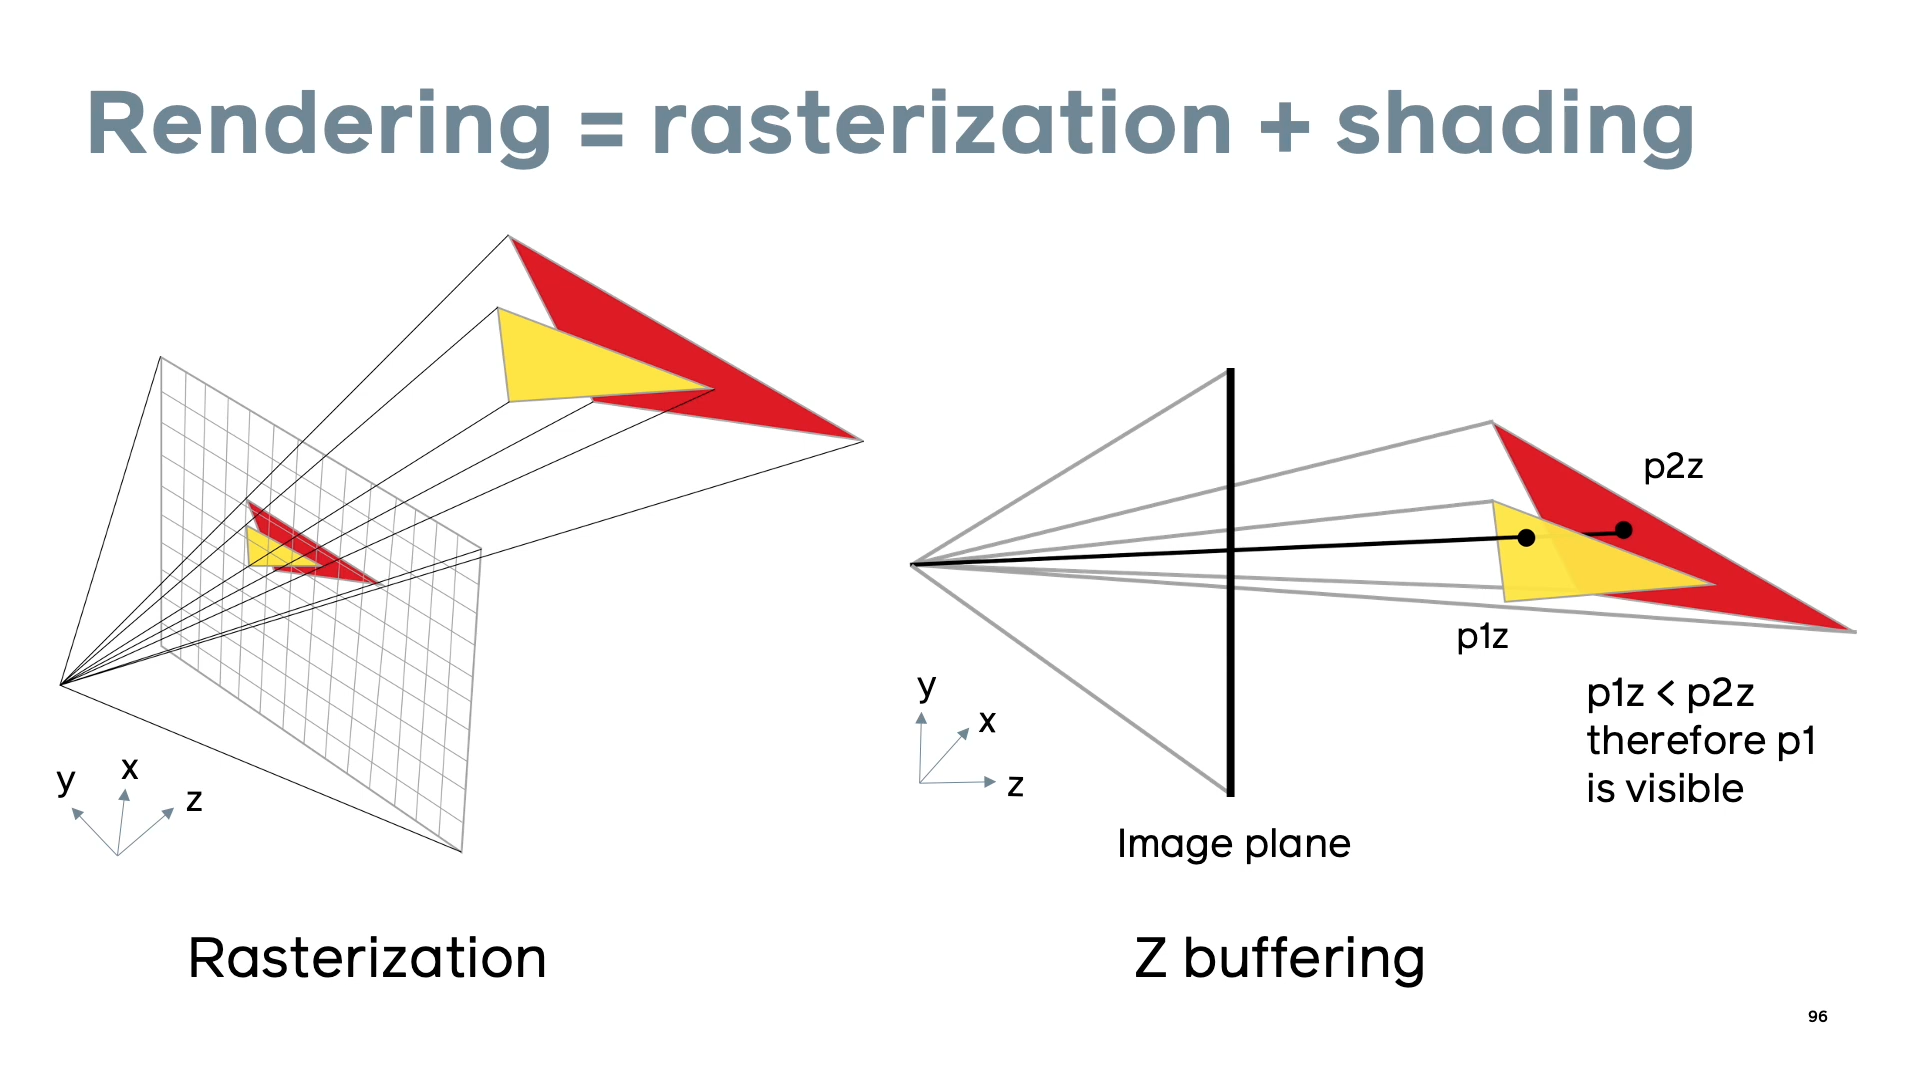 Rendering = rasterization + shading
y
x
z
Rasterization
p2z
p1z
y
x
z
p1z < p2z
therefore p1
is visible
Image plane
Z buffering
96